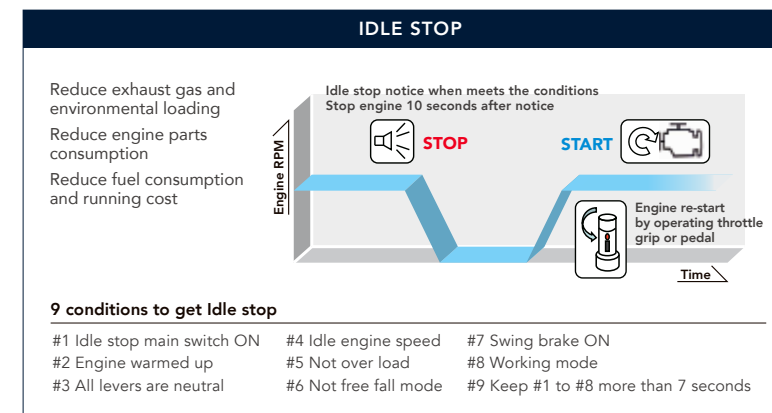 IDLE STOP
Reduce exhaust gas and
environmental loading
Reduce engine parts
consumption
Reduce fuel consumption
and running cost
Idle stop notice when meets the conditions
Stop engine 10 seconds after notice
STOP
START
Engine RPM
Engine re-start
by operating throttle
grip or pedal
Time
9 conditions to get Idle stop
#1 Idle stop main switch ON
#2 Engine warmed up
#3 All levers are neutral
#4 Idle engine speed
#5 Not over load
#6 Not free fall mode
#7 Swing brake ON
#8 Working mode
#9 Keep #1 to #8 more than 7 seconds